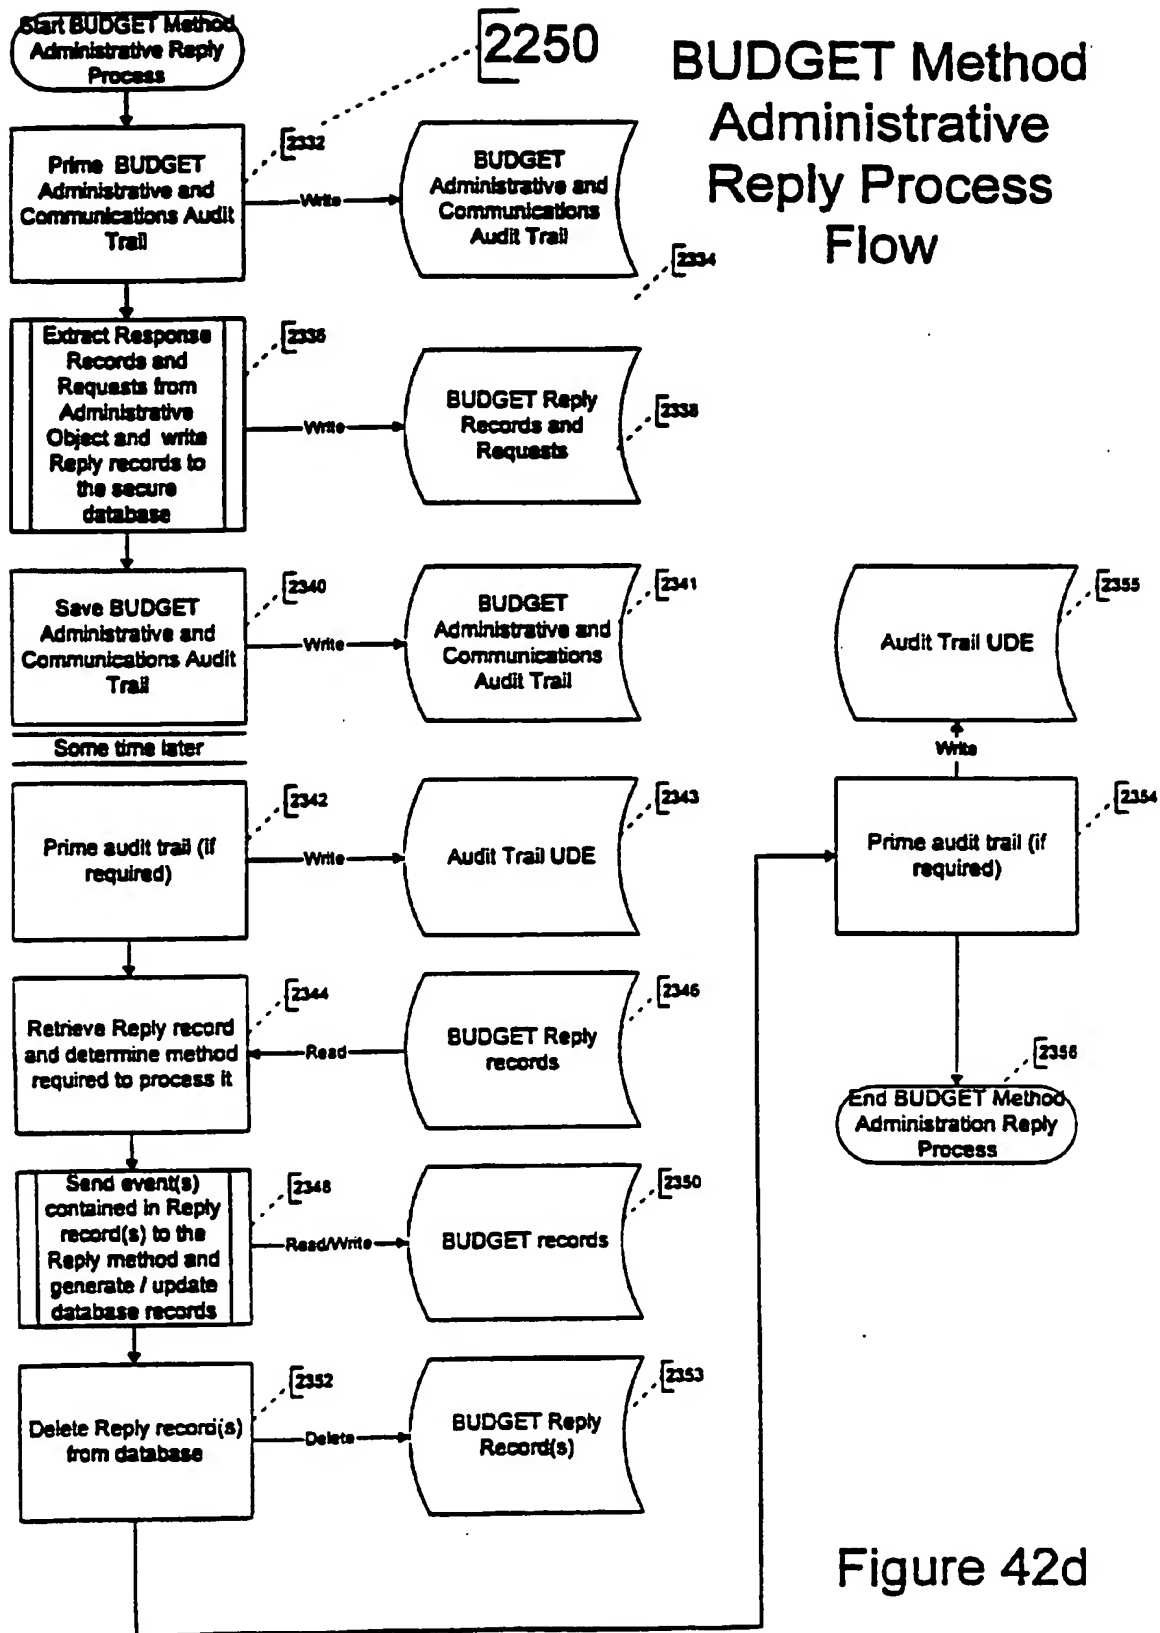 Start BUDGET Method
Administrative Reply
Process
2250
BUDGET Method
Administrative
Reply Process
Flow
Prime BUDGET
Administrative and
Communications Audit
Trail
2332
Write
BUDGET
Administrative and
Communications
Audit Trail
2334
Extract Response
Records and
Requests from
Administrative
Object and write
Reply records to
the secure
database
2336
Write
BUDGET Reply
Records and
Requests
2338
Save BUDGET
Administrative and
Communications Audit
Trail
2340
Write
BUDGET
Administrative and
Communications
Audit Trail
2341
Some time later
Prime audit trail (if
required)
2342
Write
Audit Trail UDE
2343
Retrieve Reply record
and determine method
required to process it
2344
Read
BUDGET Reply
records
2346
Send event(s)
contained in Reply
record(s) to the
Reply method and
generate / update
database records
2348
Read/Write
BUDGET records
2350
Delete Reply record(s)
from database
2352
Delete
BUDGET Reply
Record(s)
2353
Audit Trail UDE
2355
Write
Prime audit trail (if
required)
2354
2356
End BUDGET Method
Administration Reply
Process
Figure 42d